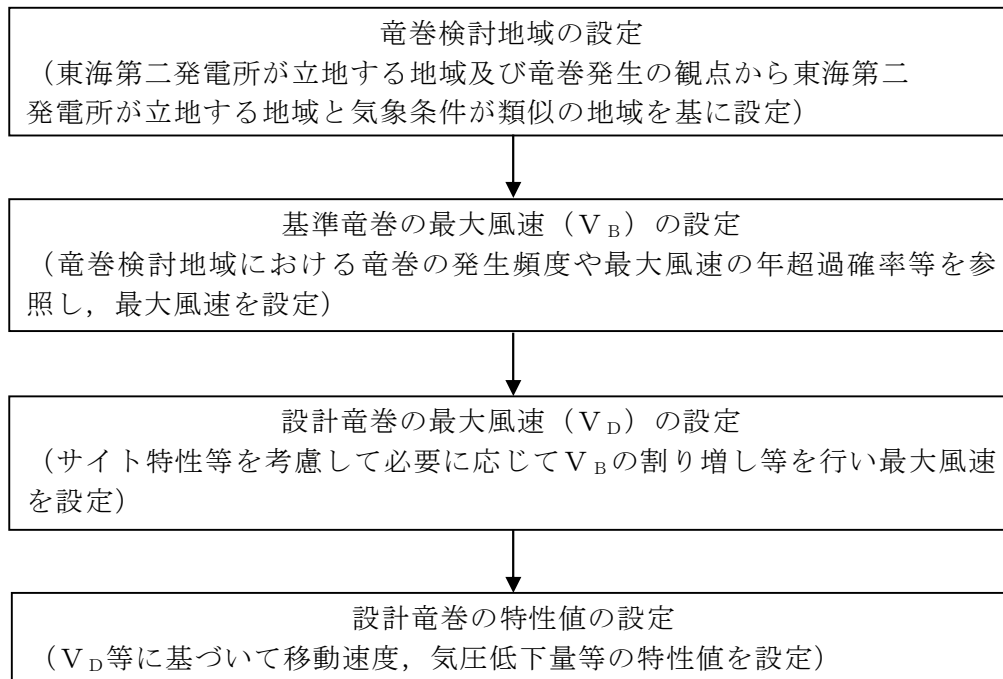 竜巻検討地域の設定
（東海第二発電所が立地する地域及び竜巻発生の観点から東海第二
発電所が立地する地域と気象条件が類似の地域を基に設定）
基準竜巻の最大風速（ＶB）の設定
（竜巻検討地域における竜巻の発生頻度や最大風速の年超過確率等を参
照し，最大風速を設定）
設計竜巻の最大風速（ＶD）の設定
（サイト特性等を考慮して必要に応じてＶBの割り増し等を行い最大風速
を設定）
設計竜巻の特性値の設定
（ＶD等に基づいて移動速度，気圧低下量等の特性値を設定）